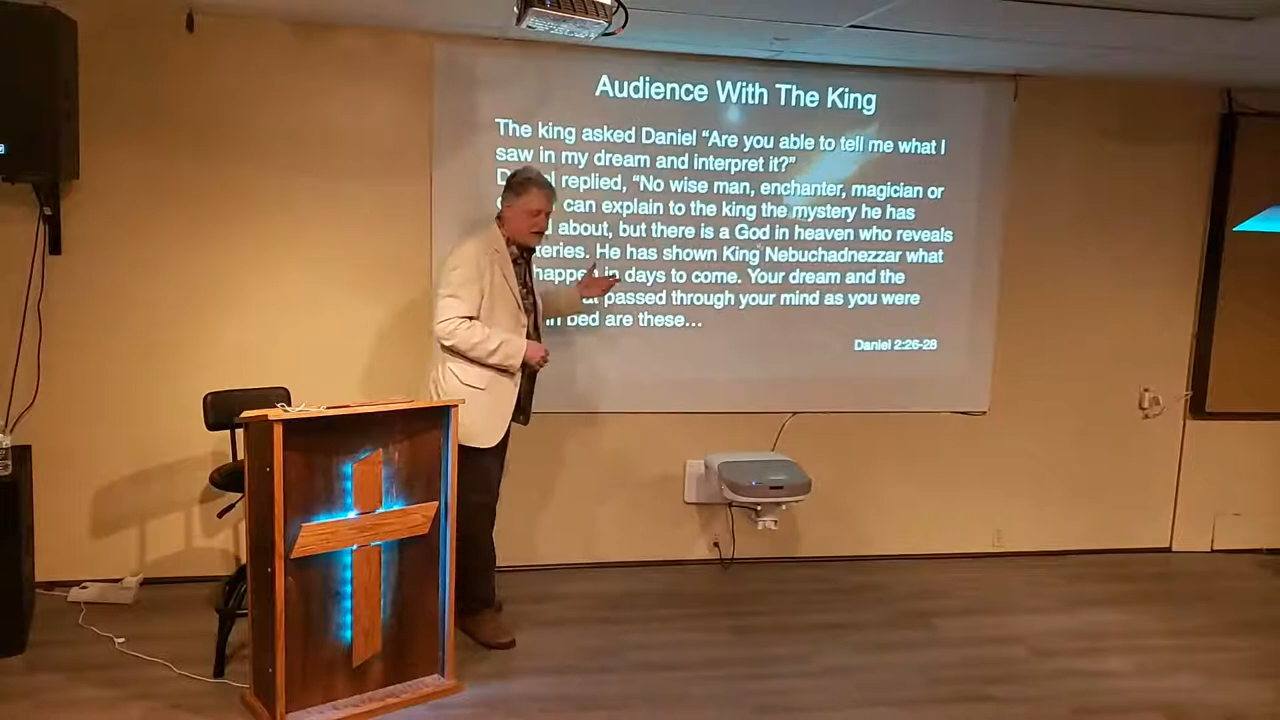 Audience With The King
The king asked Daniel “Are you able to tell me what I
saw in my dream and interpret it?”
replied, “No wise man, enchanter, magician or
can explain to the king the mystery he has
about, but there is a God in heaven who reveals
He has shown King Nebuchadnezzar what
in days to come. Your dream and the
passed through your mind as you were
bed are these...
Daniel 2:26-28